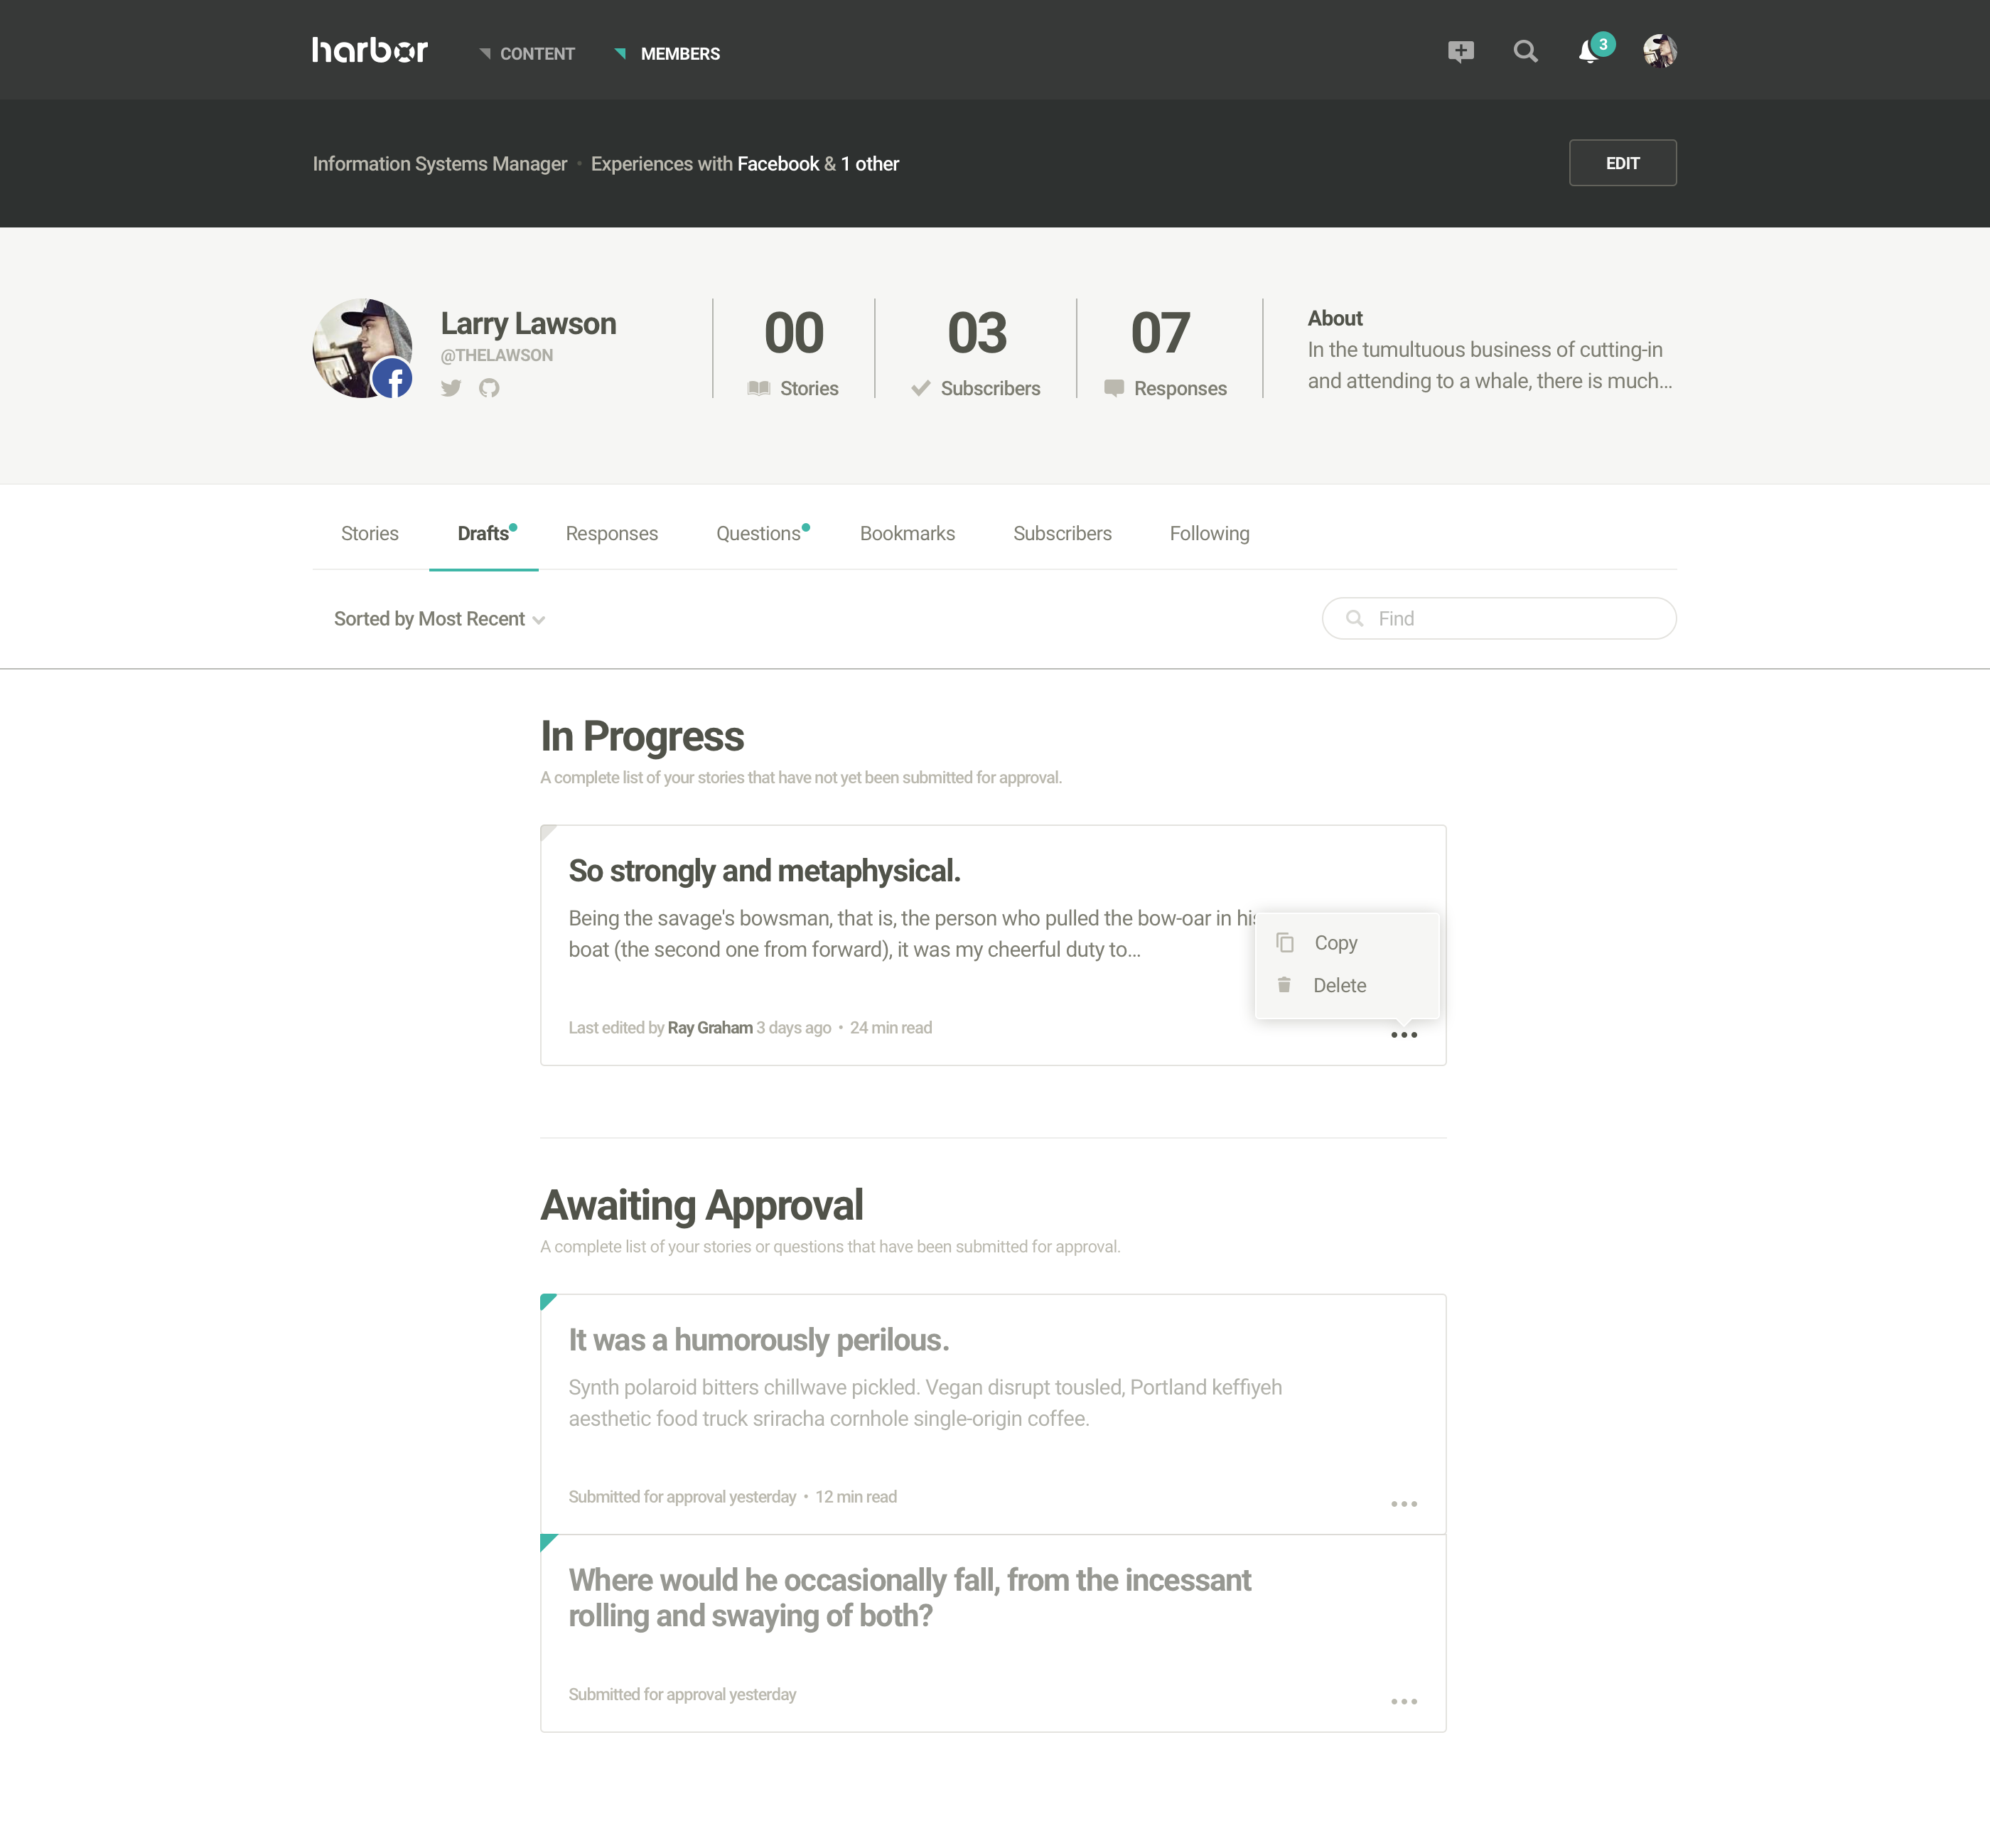 harbor
CONTENT
MEMBERS
3
Information Systems Manager • Experiences with Facebook & 1 other
EDIT
Larry Lawson
@THELAWSON
00
Stories
03
Subscribers
07
Responses
About
In the tumultuous business of cutting-in
and attending to a whale, there is much...
Stories
Drafts
Responses
Questions
Bookmarks
Subscribers
Following
Sorted by Most Recent
Find
In Progress
A complete list of your stories that have not yet been submitted for approval.
So strongly and metaphysical.
Being the savage's bowsman, that is, the person who pulled the bow-oar in his
boat (the second one from forward), it was my cheerful duty to...
Copy
Delete
Last edited by Ray Graham 3 days ago • 24 min read
Awaiting Approval
A complete list of your stories or questions that have been submitted for approval.
It was a humorously perilous.
Synth polaroid bitters chillwave pickled. Vegan disrupt tousled, Portland keffiyeh
aesthetic food truck sriracha cornhole single-origin coffee.
Submitted for approval yesterday • 12 min read
Where would he occasionally fall, from the incessant
rolling and swaying of both?
Submitted for approval yesterday